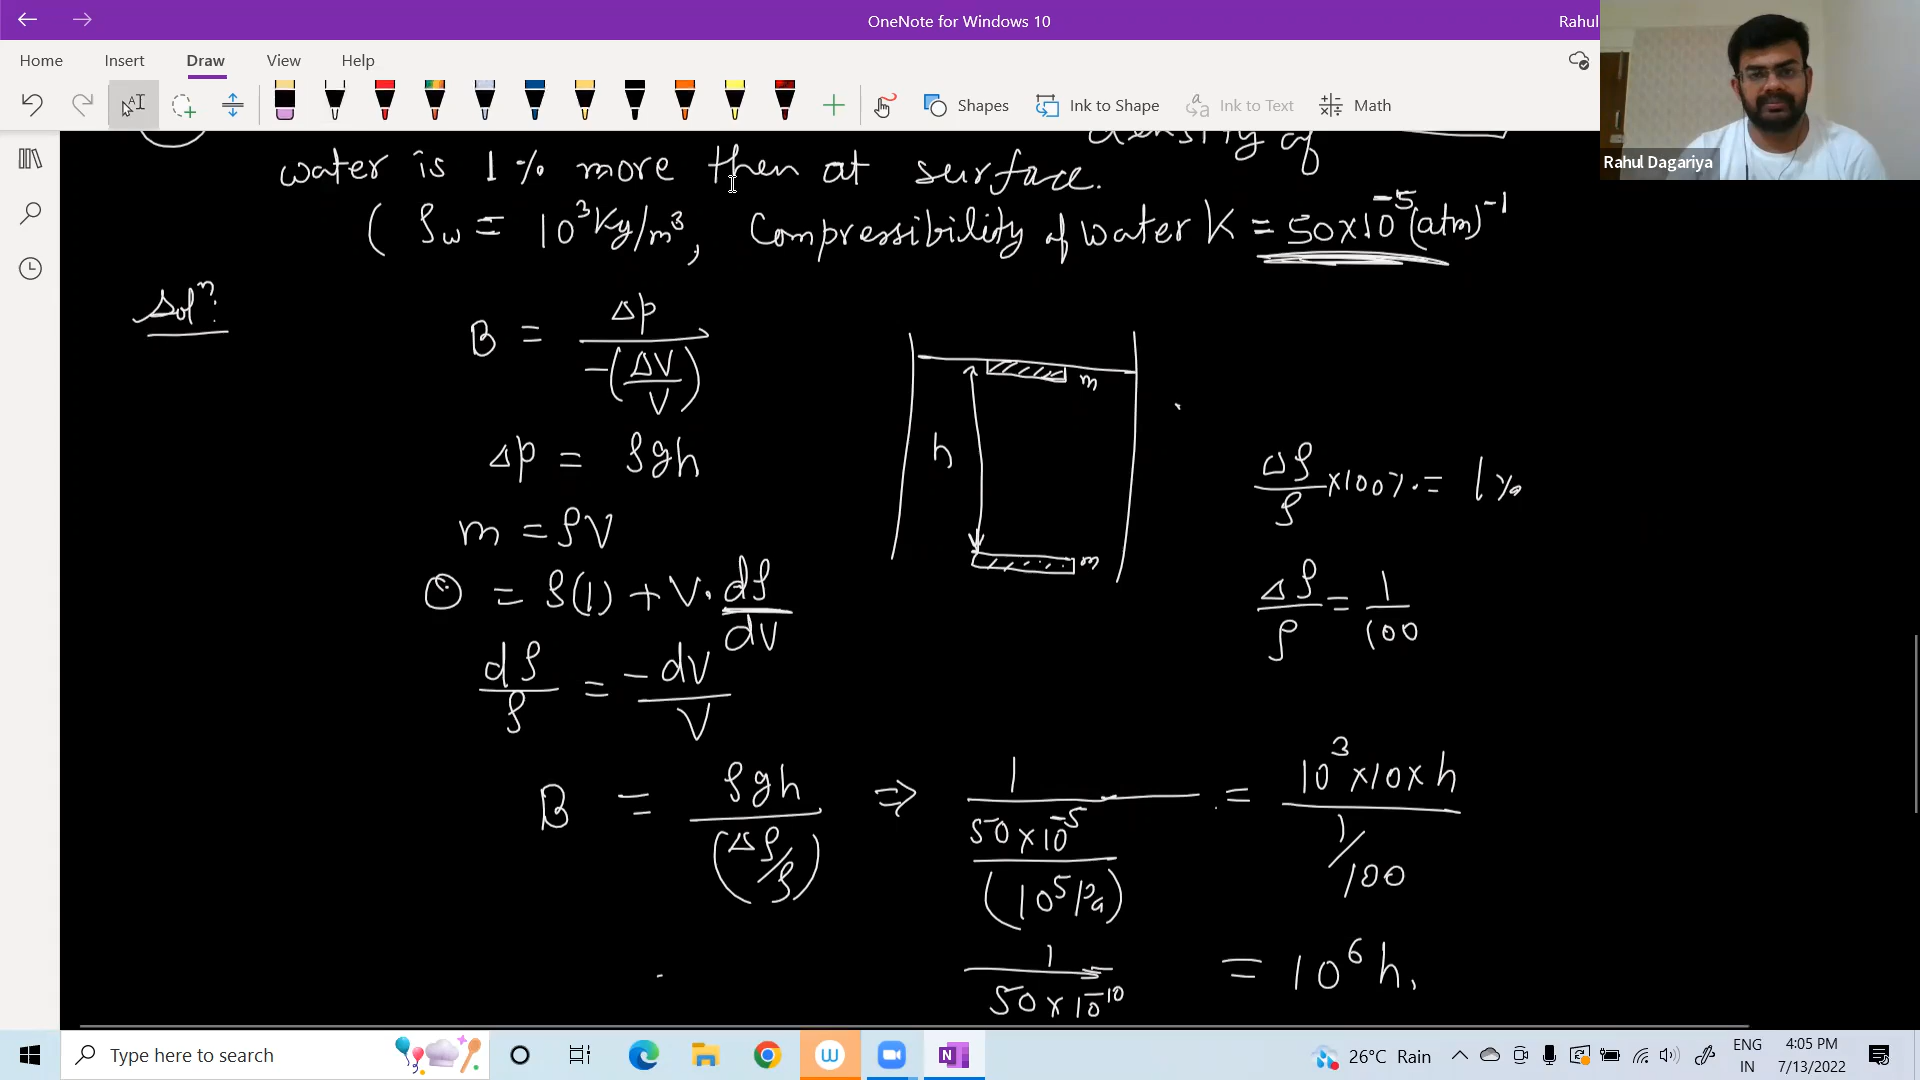 OneNote for Windows 10
Rahul
Home Insert Draw View Help
Shapes Ink to Shape Ink to Text Math
Rahul Dagariya
density of
water is 1% more then at surface.
( ρw = 10³ Kg/m³, Compressibility of water K = 50×10⁻⁵ (atm)⁻¹
Solⁿ:
B = Δp / -(ΔV/V)
m
Δp = ρgh
h
Δρ/ρ ×100% = 1%
m = ρV
m
0 = ρ(1) + V. dρ/dV
Δρ/ρ = 1/100
dρ/ρ = -dV/V
B = ρgh / (Δρ/ρ) ⇒ 1 / (50×10⁻⁵ / (10⁵ Pa)) = 10³×10×h / (1/100)
1 / 50×10⁻¹⁰ = 10⁶ h.
Type here to search
26°C Rain
ENG
IN
4:05 PM
7/13/2022